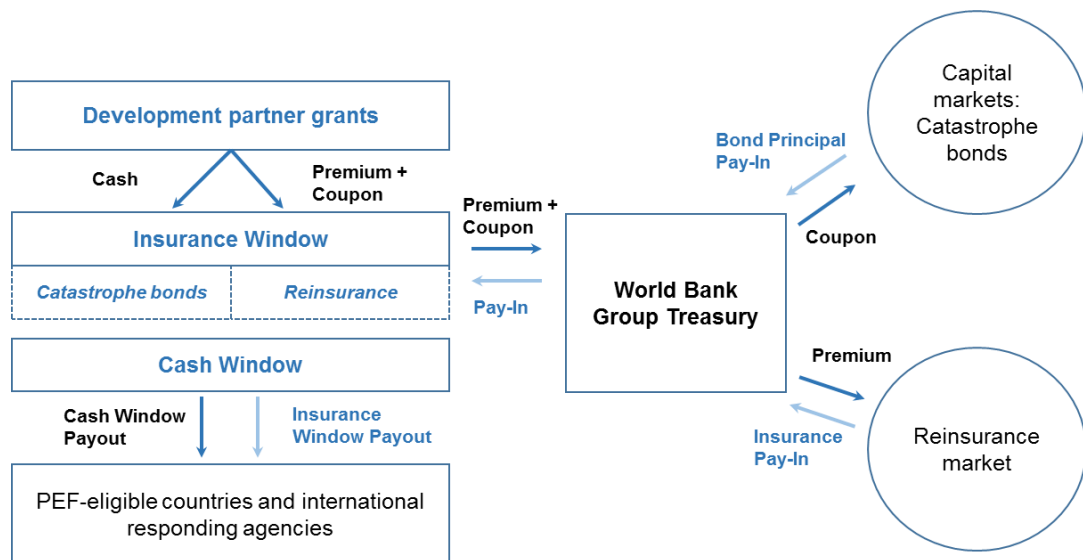 Development partner grants
Cash
Premium +
Coupon
Insurance Window
Catastrophe bonds
Reinsurance
Cash Window
Cash Window
Payout
Insurance
Window Payout
PEF-eligible countries and international
responding agencies
Premium +
Coupon
Pay-In
World Bank
Group Treasury
Bond Principal
Pay-In
Coupon
Capital
markets:
Catastrophe
bonds
Premium
Insurance
Pay-In
Reinsurance
market